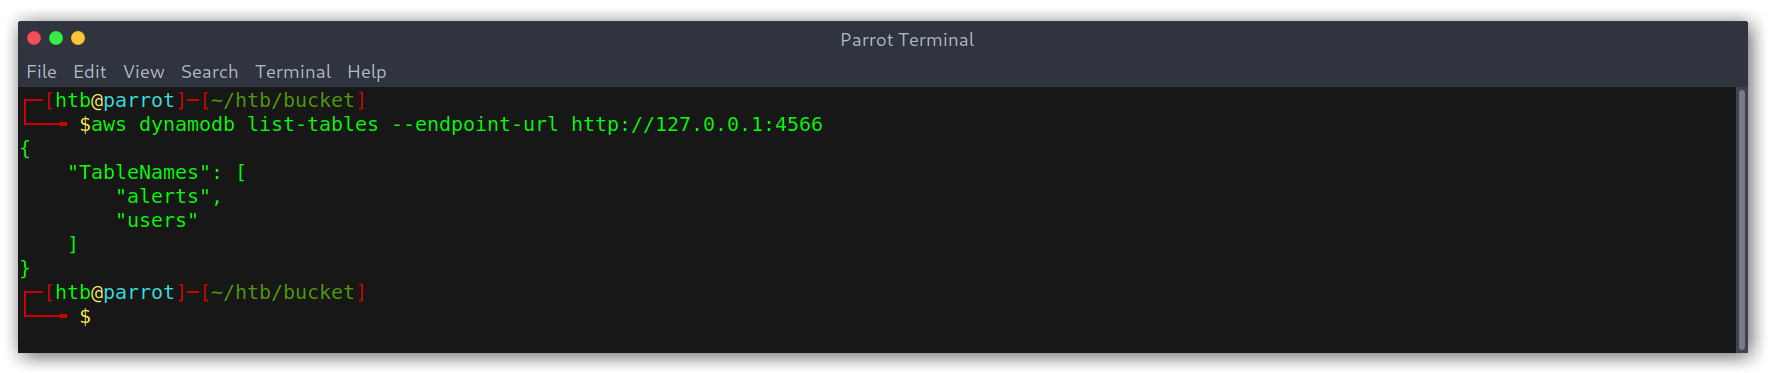 Parrot Terminal
File Edit View Search Terminal Help
┌─[htb@parrot]─[~/htb/bucket]
└──╼ $aws dynamodb list-tables --endpoint-url http://127.0.0.1:4566
{
    "TableNames": [
        "alerts",
        "users"
    ]
}
┌─[htb@parrot]─[~/htb/bucket]
└──╼ $